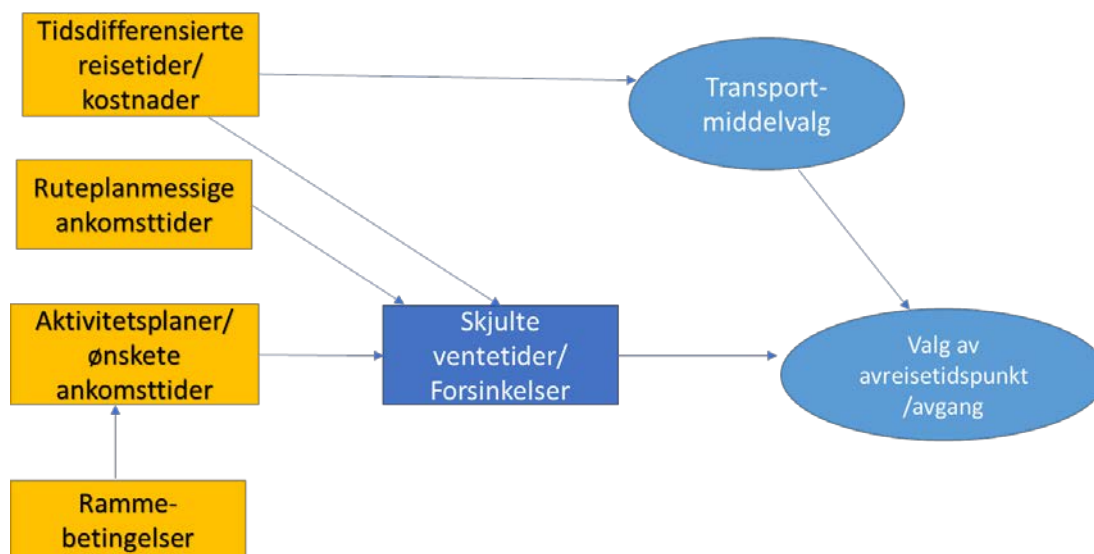 Tidsdifferensierte
reisetider/
kostnader
Transport-
middelvalg
Ruteplanmessige
ankomsttider
Aktivitetsplaner/
ønskete
ankomsttider
Skjulte
ventetider/
Forsinkelser
Valg av
avreisetidspunkt
/avgang
Ramme-
betingelser